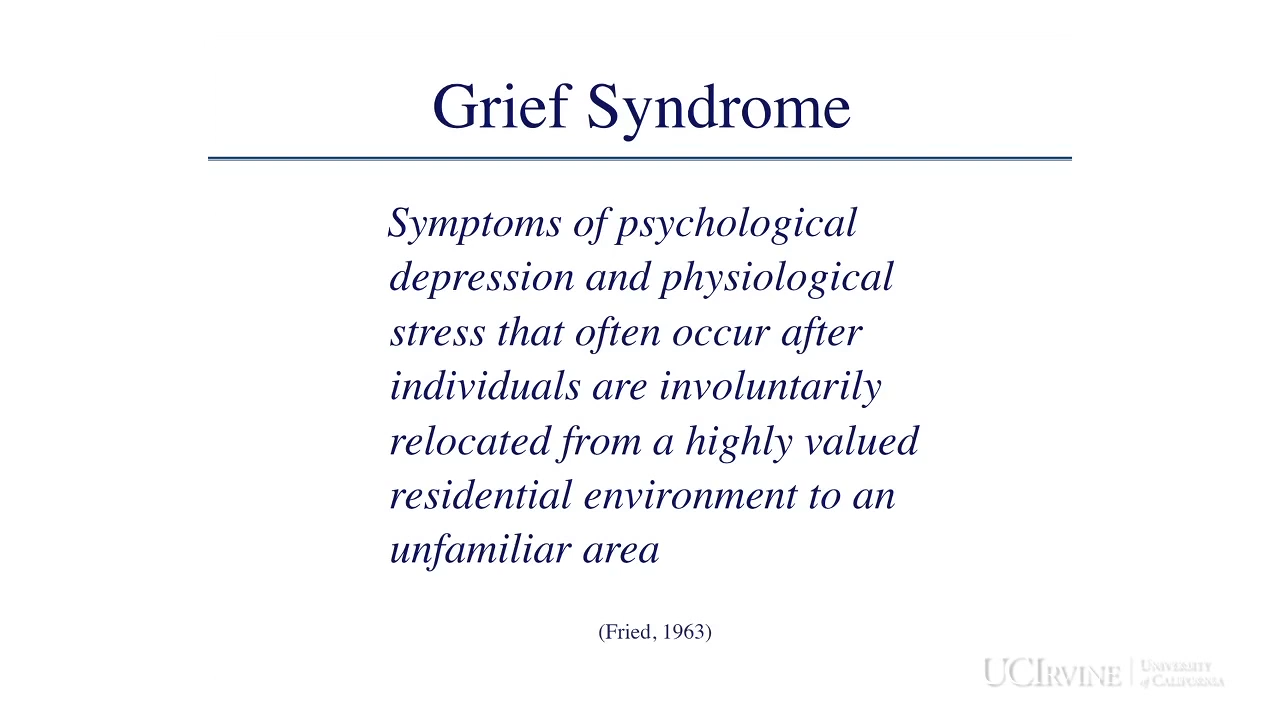 Grief Syndrome
Symptoms of psychological
depression and physiological
stress that often occur after
individuals are involuntarily
relocated from a highly valued
residential environment to an
unfamiliar area
(Fried, 1963)
UCIRVINE | UNIVERSITY
of CALIFORNIA